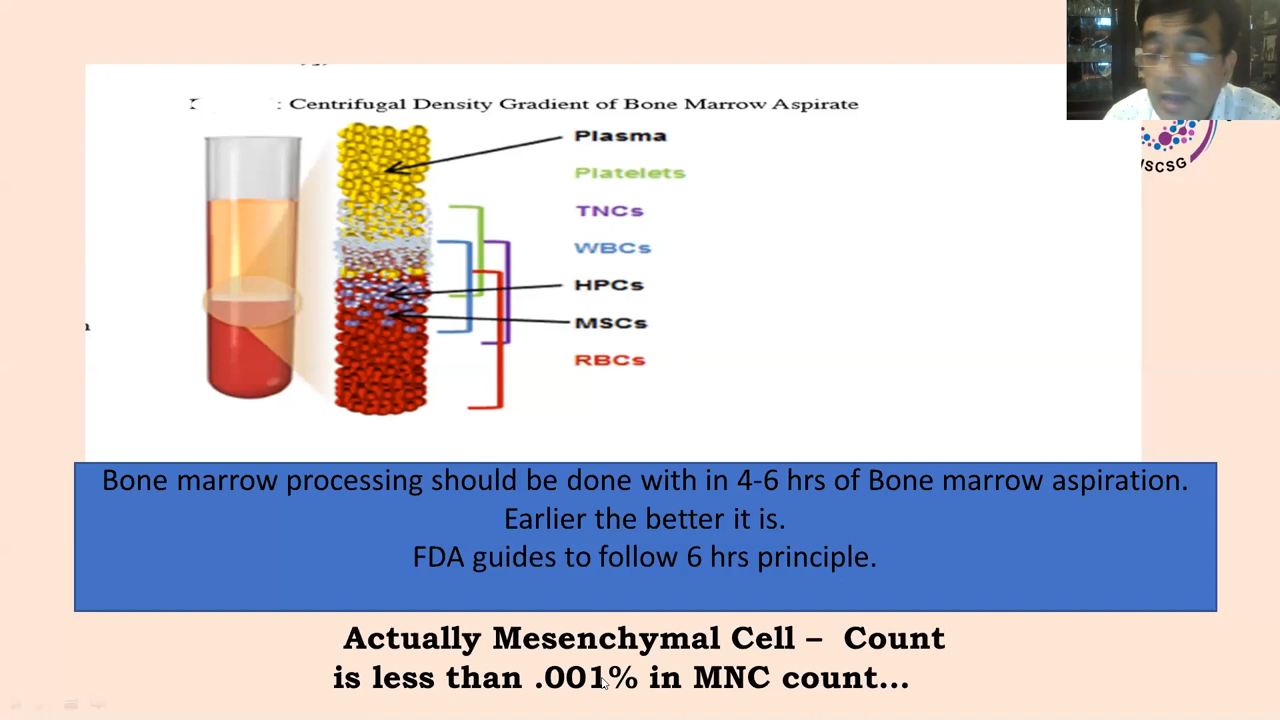 : Centrifugal Density Gradient of Bone Marrow Aspirate
Plasma
Platelets
TNCs
WBCs
HPCs
MSCs
RBCs
Bone marrow processing should be done with in 4-6 hrs of Bone marrow aspiration.
Earlier the better it is.
FDA guides to follow 6 hrs principle.
Actually Mesenchymal Cell – Count
is less than .001% in MNC count...